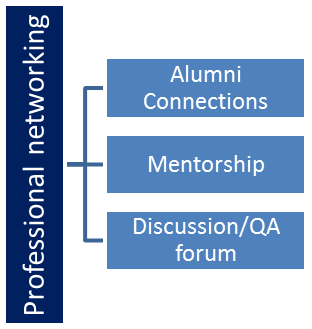 Professional networking
Alumni
Connections
Mentorship
Discussion/QA
forum